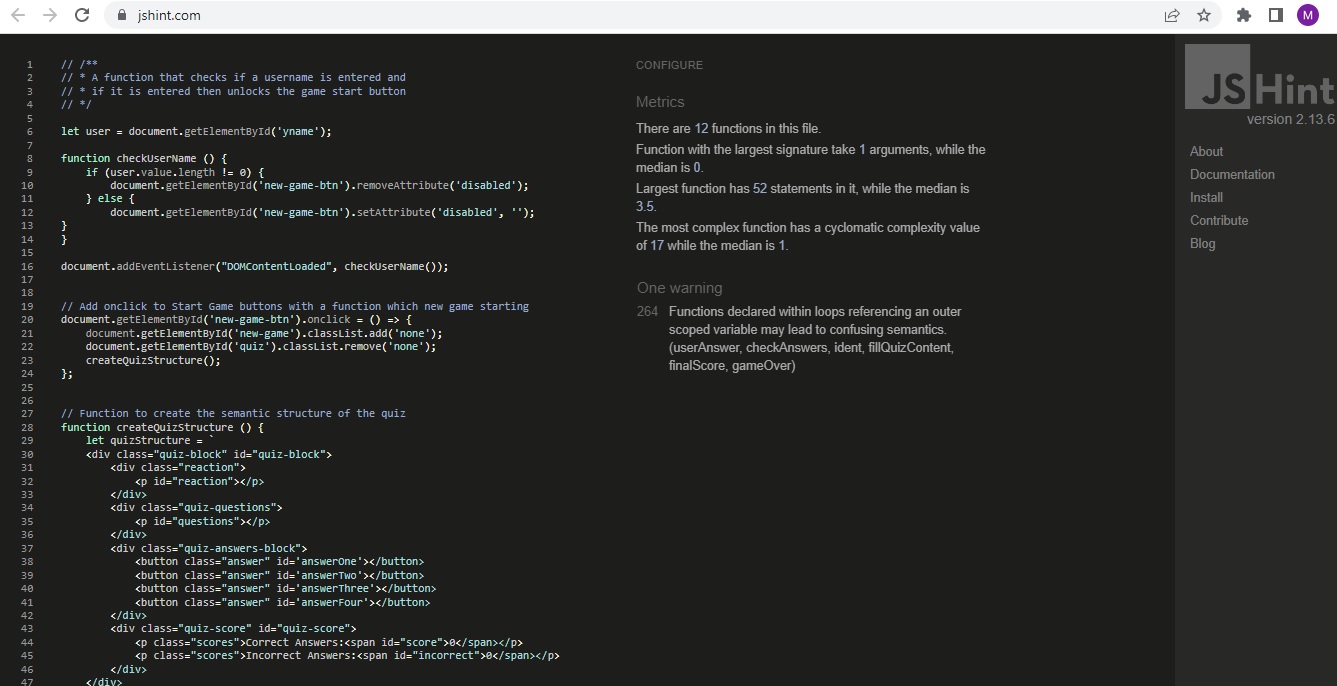 jshint.com
M
1 // /**
2 // * A function that checks if a username is entered and
3 // * if it is entered then unlocks the game start button
4 // */
5
6 let user = document.getElementById('yname');
7
8 function checkUserName () {
9 if (user.value.length != 0) {
10 document.getElementById('new-game-btn').removeAttribute('disabled');
11 } else {
12 document.getElementById('new-game-btn').setAttribute('disabled', '');
13 }
14 }
15
16 document.addEventListener("DOMContentLoaded", checkUserName());
17
18
19 // Add onclick to Start Game buttons with a function which new game starting
20 document.getElementById('new-game-btn').onclick = () => {
21 document.getElementById('new-game').classList.add('none');
22 document.getElementById('quiz').classList.remove('none');
23 createQuizStructure();
24 };
25
26
27 // Function to create the semantic structure of the quiz
28 function createQuizStructure () {
29 let quizStructure = `
30 <div class="quiz-block" id="quiz-block">
31 <div class="reaction">
32 <p id="reaction"></p>
33 </div>
34 <div class="quiz-questions">
35 <p id="questions"></p>
36 </div>
37 <div class="quiz-answers-block">
38 <button class="answer" id='answerOne'></button>
39 <button class="answer" id='answerTwo'></button>
40 <button class="answer" id='answerThree'></button>
41 <button class="answer" id='answerFour'></button>
42 </div>
43 <div class="quiz-score" id="quiz-score">
44 <p class="scores">Correct Answers:<span id="score">0</span></p>
45 <p class="scores">Incorrect Answers:<span id="incorrect">0</span></p>
46 </div>
47 </div>
CONFIGURE
Metrics
There are 12 functions in this file.
Function with the largest signature take 1 arguments, while the
median is 0.
Largest function has 52 statements in it, while the median is
3.5.
The most complex function has a cyclomatic complexity value
of 17 while the median is 1.
One warning
264 Functions declared within loops referencing an outer
scoped variable may lead to confusing semantics.
(userAnswer, checkAnswers, ident, fillQuizContent,
finalScore, gameOver)
JSHint
version 2.13.6
About
Documentation
Install
Contribute
Blog